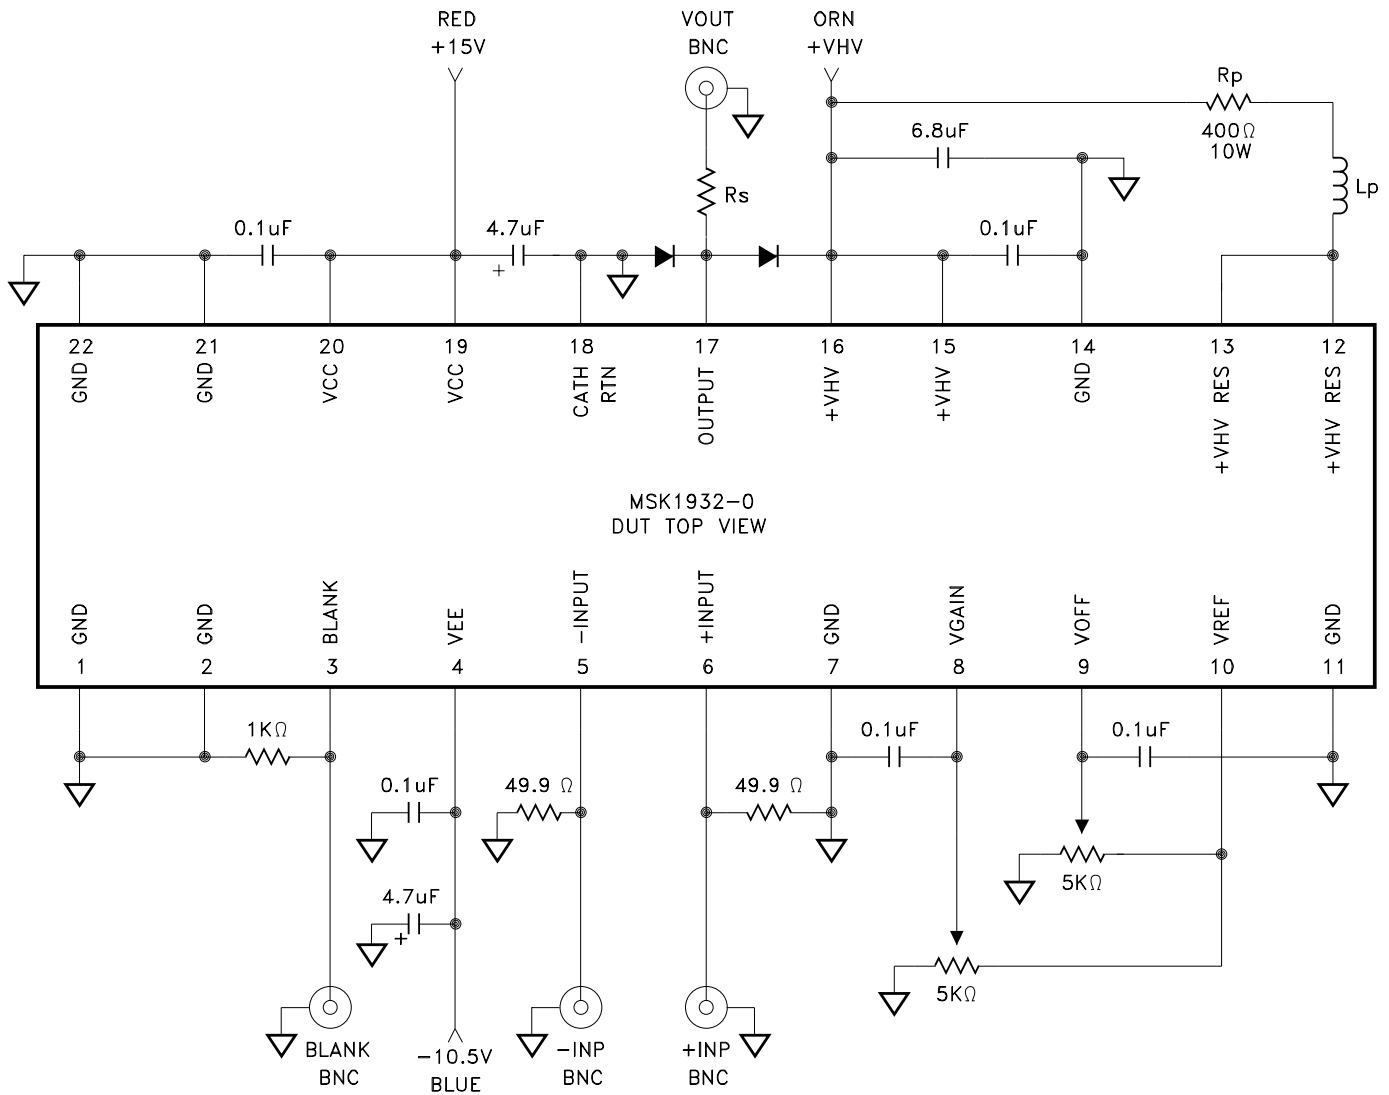 RED
+15V
VOUT
BNC
ORN
+VHV
Rp
400Ω
10W
6.8uF
Lp
Rs
0.1uF
4.7uF
+
0.1uF
22
GND
21
GND
20
VCC
19
VCC
18
CATH
RTN
17
OUTPUT
16
+VHV
15
+VHV
14
GND
13
+VHV RES
12
+VHV RES
MSK1932-0
DUT TOP VIEW
GND
1
GND
2
BLANK
3
VEE
4
-INPUT
5
+INPUT
6
GND
7
VGAIN
8
VOFF
9
VREF
10
GND
11
1KΩ
0.1uF
0.1uF
0.1uF
49.9 Ω
49.9 Ω
5KΩ
4.7uF
+
5KΩ
BLANK
BNC
-10.5V
BLUE
-INP
BNC
+INP
BNC